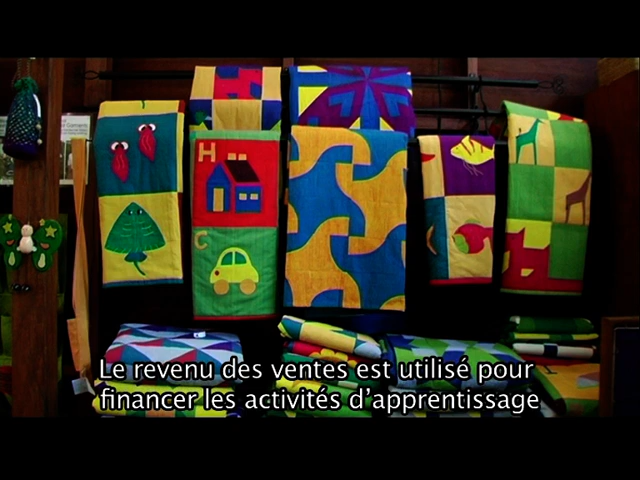 H
C
Le revenu des ventes est utilisé pour
financer les activités d’apprentissage